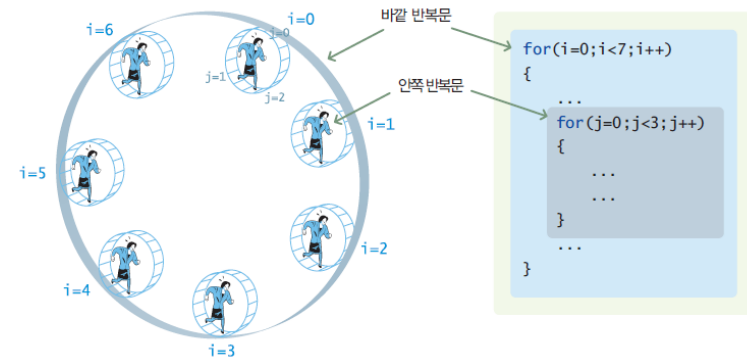 i=0
j=0
j=1
j=2
i=1
i=2
i=3
i=4
i=5
i=6
바깥 반복문
안쪽 반복문
for(i=0;i<7;i++)
{
...
for(j=0;j<3;j++)
{
...
...
}
...
}